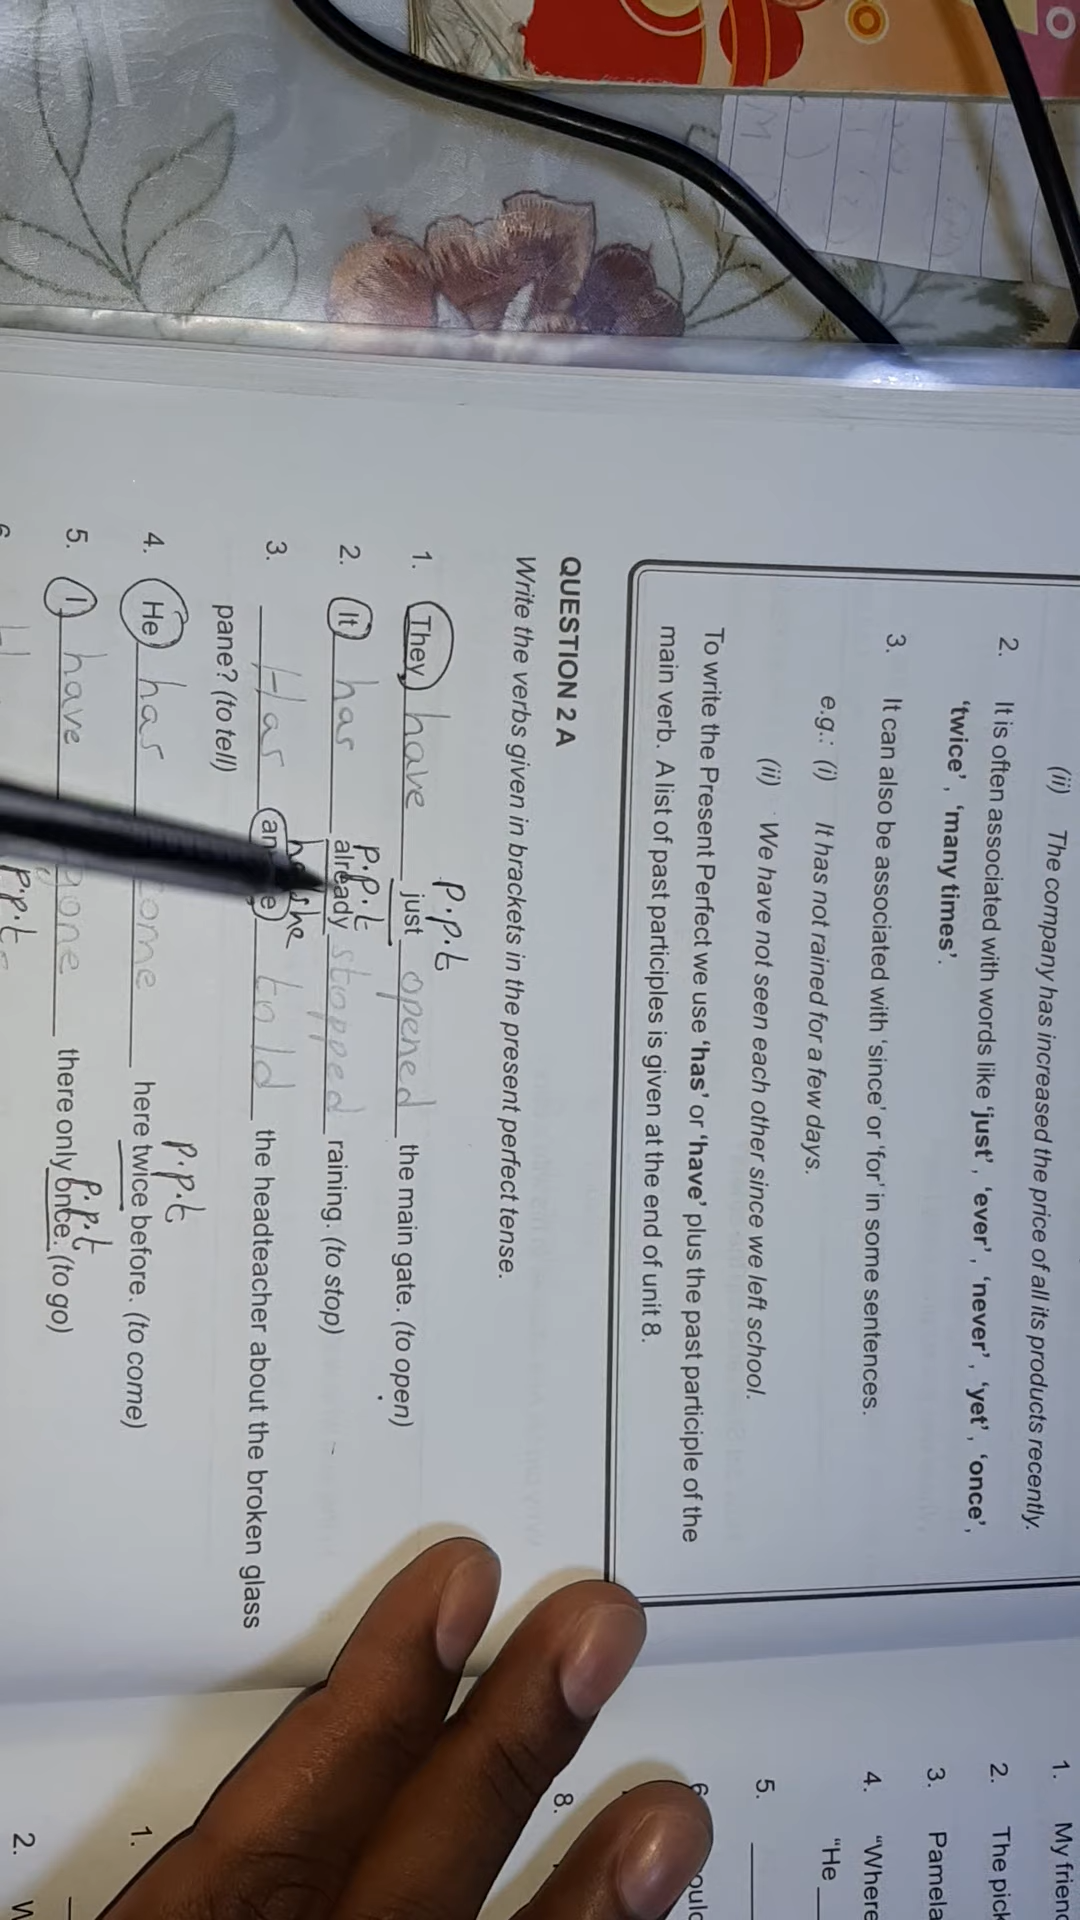 (ii) The company has increased the price of all its products recently.
2. It is often associated with words like 'just', 'ever', 'never', 'yet', 'once',
'twice', 'many times'.
3. It can also be associated with 'since' or 'for' in some sentences.
e.g.: (i) It has not rained for a few days.
(ii) We have not seen each other since we left school.
To write the Present Perfect we use 'has' or 'have' plus the past participle of the
main verb. A list of past participles is given at the end of unit 8.
QUESTION 2 A
Write the verbs given in brackets in the present perfect tense.
p.p.t
1. They have just opened the main gate. (to open)
p.p.t
2. It has already stopped raining. (to stop)
she
3. Has told the headteacher about the broken glass
pane? (to tell)
p.p.t
4. He has here twice before. (to come)
p.p.t
5. I have gone there only once. (to go)
p.p.t
1. My friend
2. The pick
3. Pamela
4. "Where
"He
5.
6.
8.
1.
2.